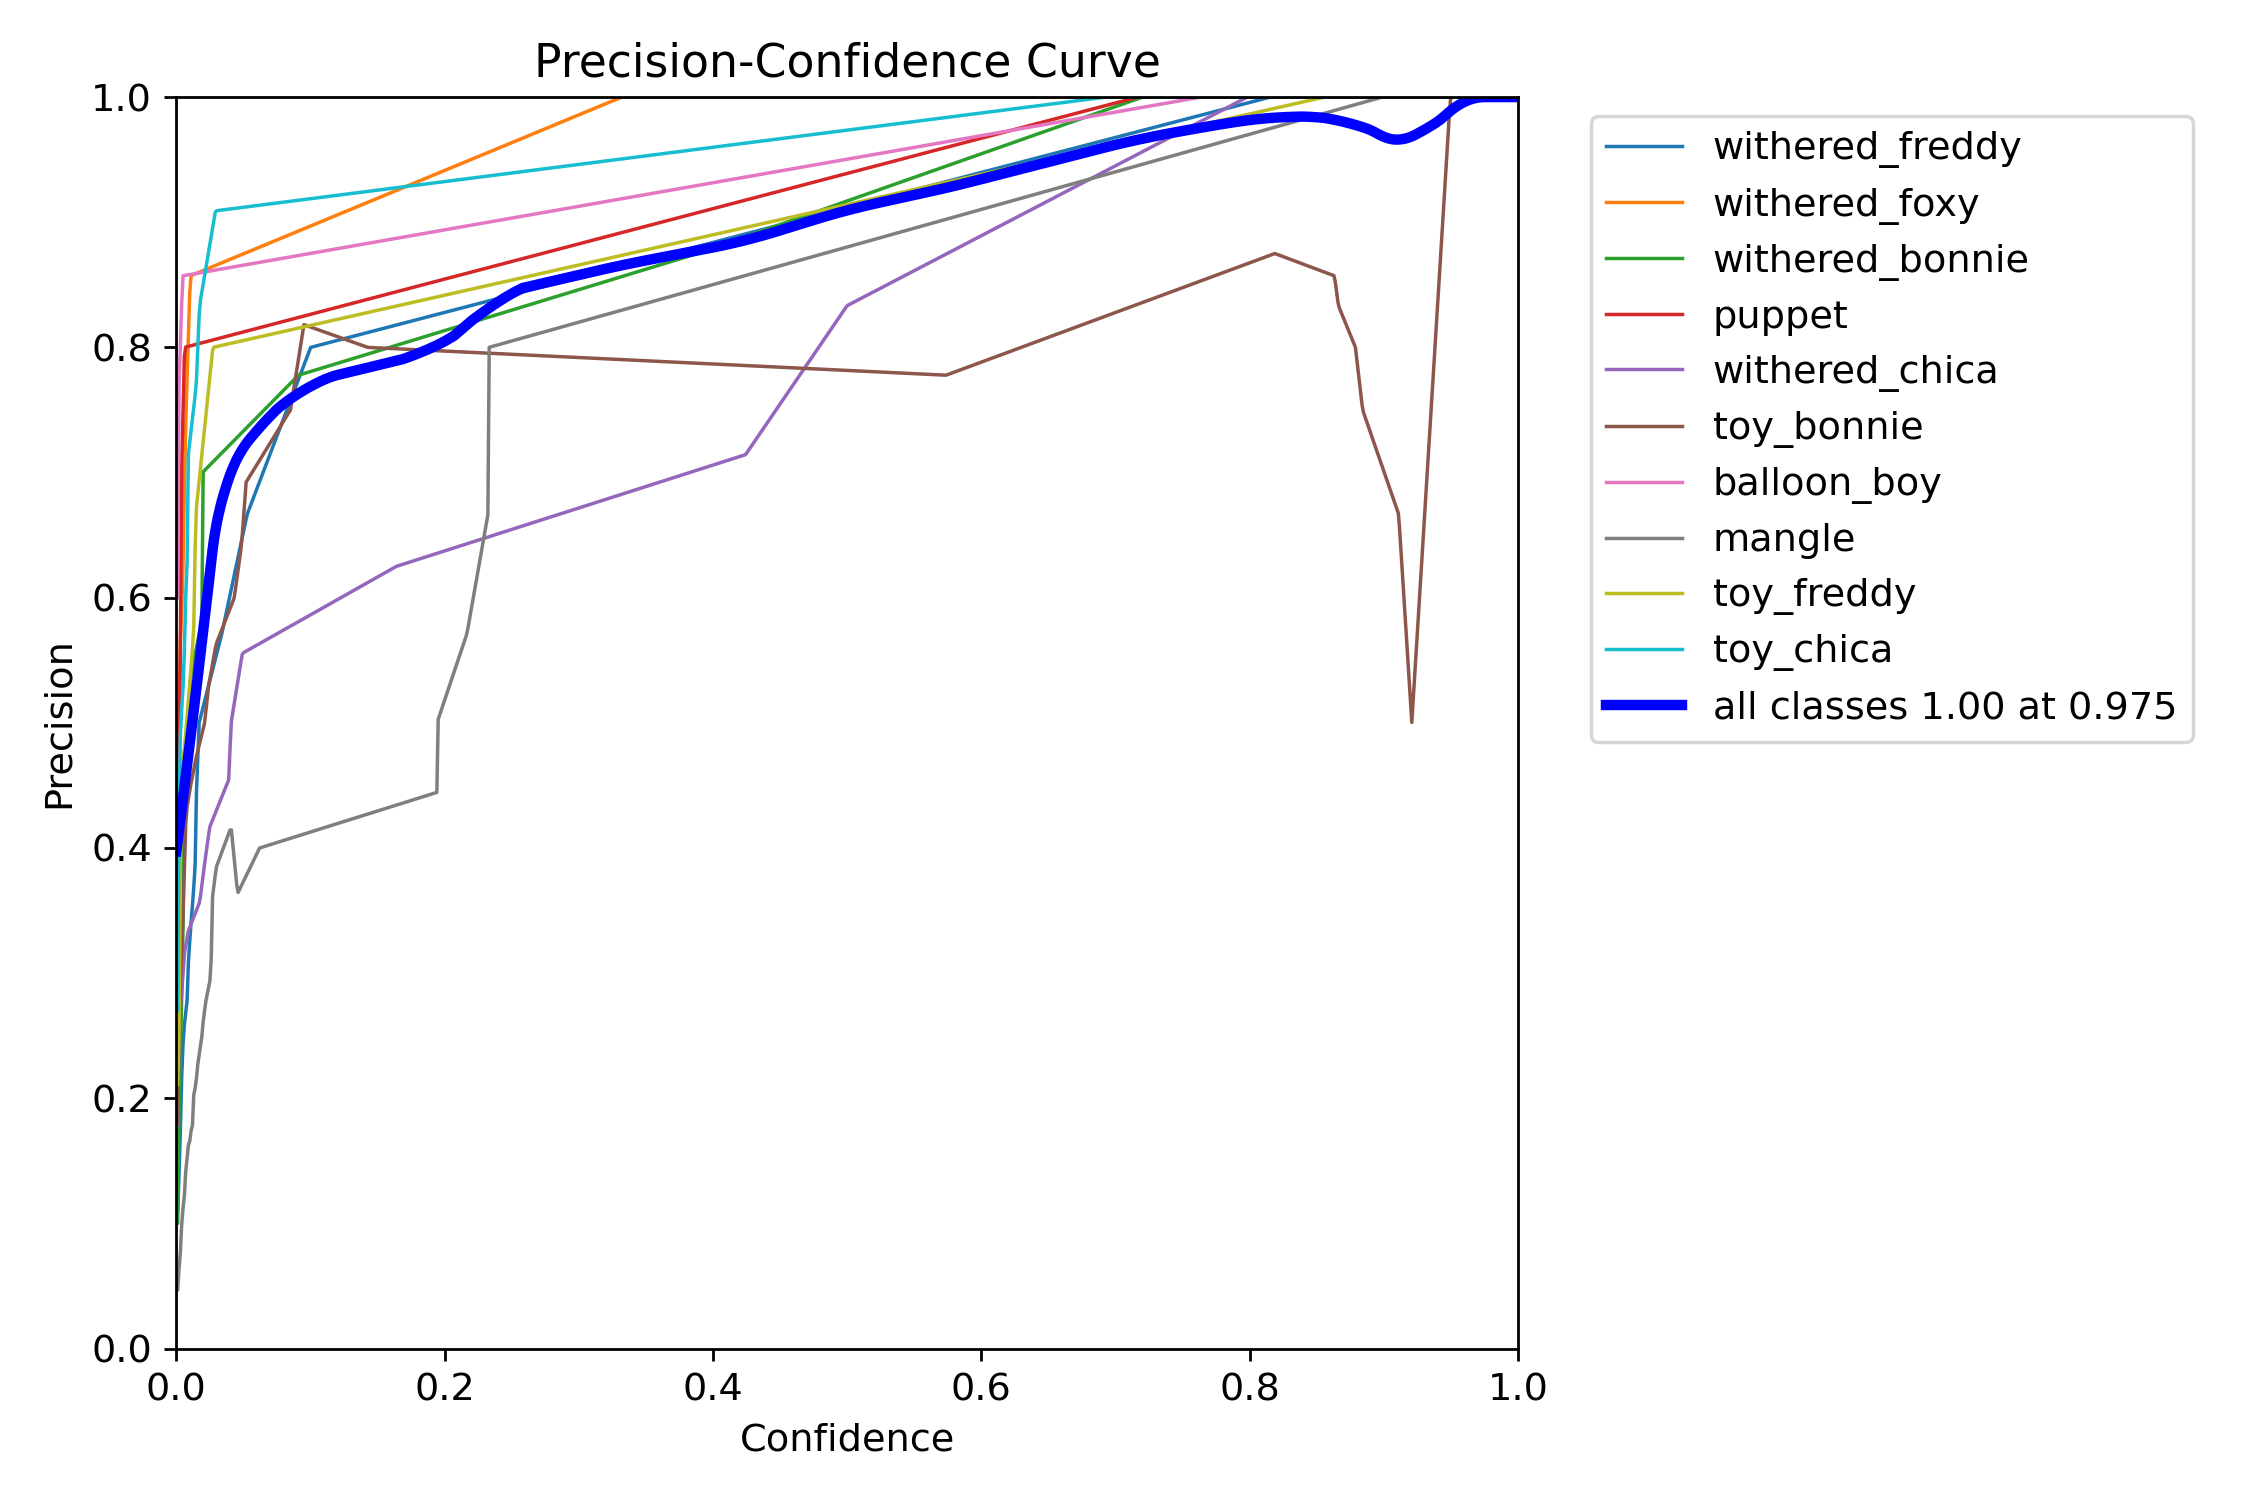 Precision-Confidence Curve
1.0
0.8
0.6
0.4
0.2
0.0
Precision
0.0 0.2 0.4 0.6 0.8 1.0
Confidence
withered_freddy
withered_foxy
withered_bonnie
puppet
withered_chica
toy_bonnie
balloon_boy
mangle
toy_freddy
toy_chica
all classes 1.00 at 0.975